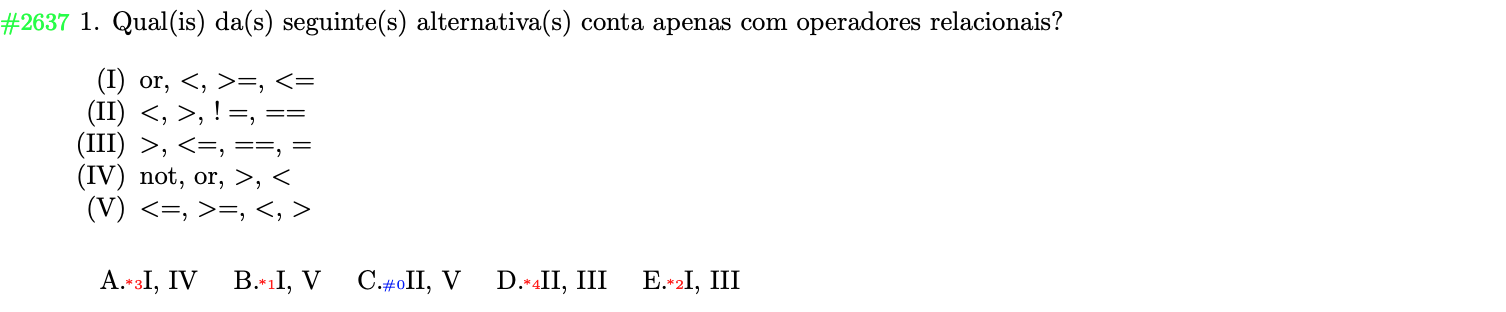 #2637 1. Qual(is) da(s) seguinte(s) alternativa(s) conta apenas com operadores relacionais?
(I) or, <, >=, <=
(II) <, >, ! =, ==
(III) >, <=, ==, =
(IV) not, or, >, <
(V) <=, >=, <, >
A.*3I, IV B.*1I, V C.#0II, V D.*4II, III E.*2I, III